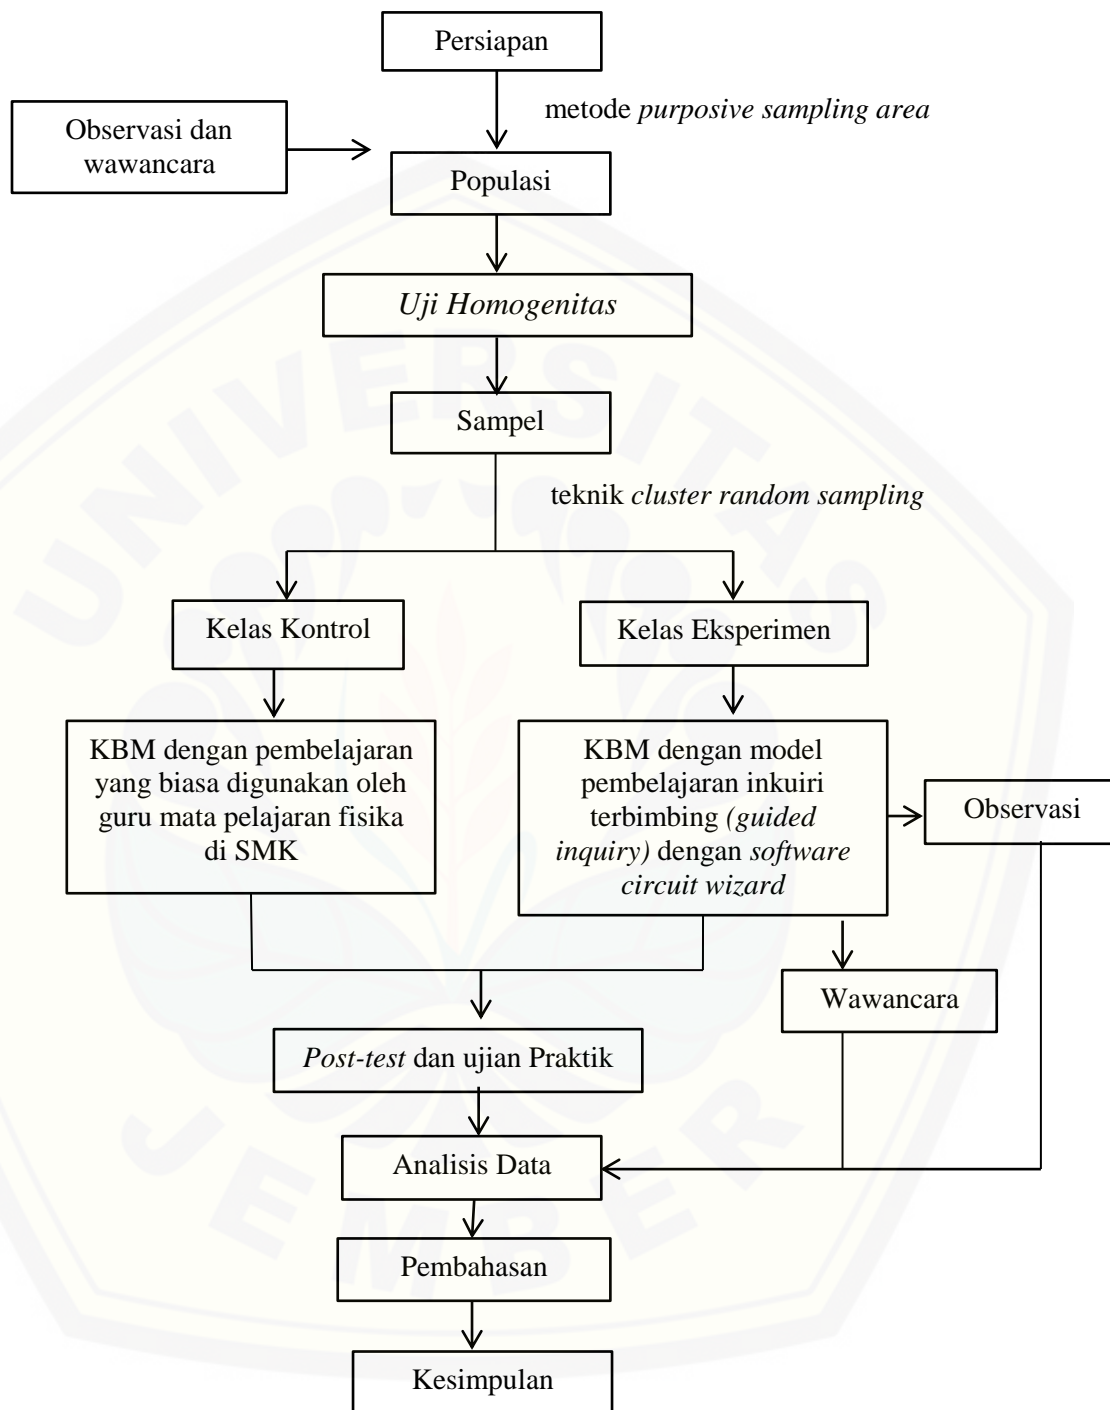 Persiapan
metode purposive sampling area
Observasi dan
wawancara
Populasi
Uji Homogenitas
Sampel
teknik cluster random sampling
Kelas Kontrol
Kelas Eksperimen
KBM dengan pembelajaran
yang biasa digunakan oleh
guru mata pelajaran fisika
di SMK
KBM dengan model
pembelajaran inkuiri
terbimbing (guided
inquiry) dengan software
circuit wizard
Observasi
Wawancara
Post-test dan ujian Praktik
Analisis Data
Pembahasan
Kesimpulan
UNIVERSITAS
JEMBER